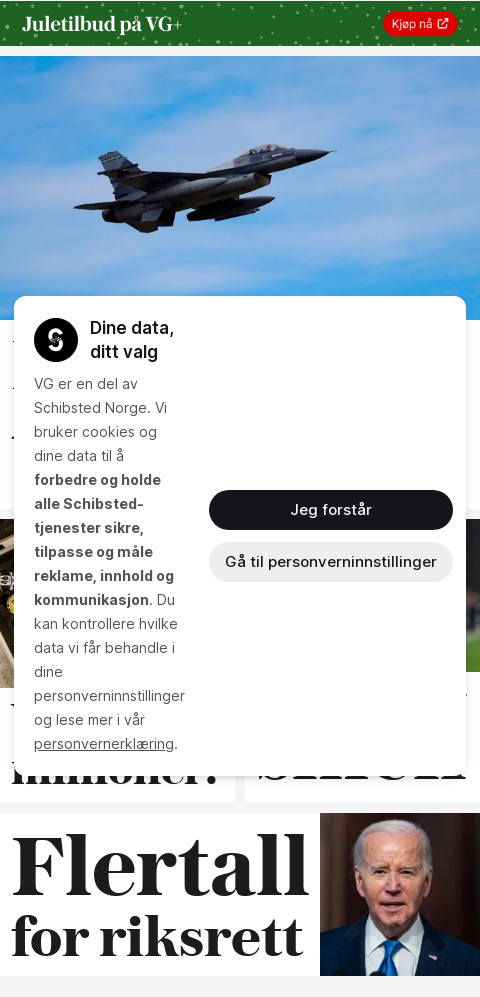 Juletilbud på VG+
Kjøp nå
Dine data,
ditt valg
VG er en del av
Schibsted Norge. Vi
bruker cookies og
dine data til å
forbedre og holde
alle Schibsted-
tjenester sikre,
tilpasse og måle
reklame, innhold og
kommunikasjon. Du
kan kontrollere hvilke
data vi får behandle i
dine
personverninnstillinger
og lese mer i vår
personvernerklæring.
Jeg forstår
Gå til personverninnstillinger
Flertall
for riksrett